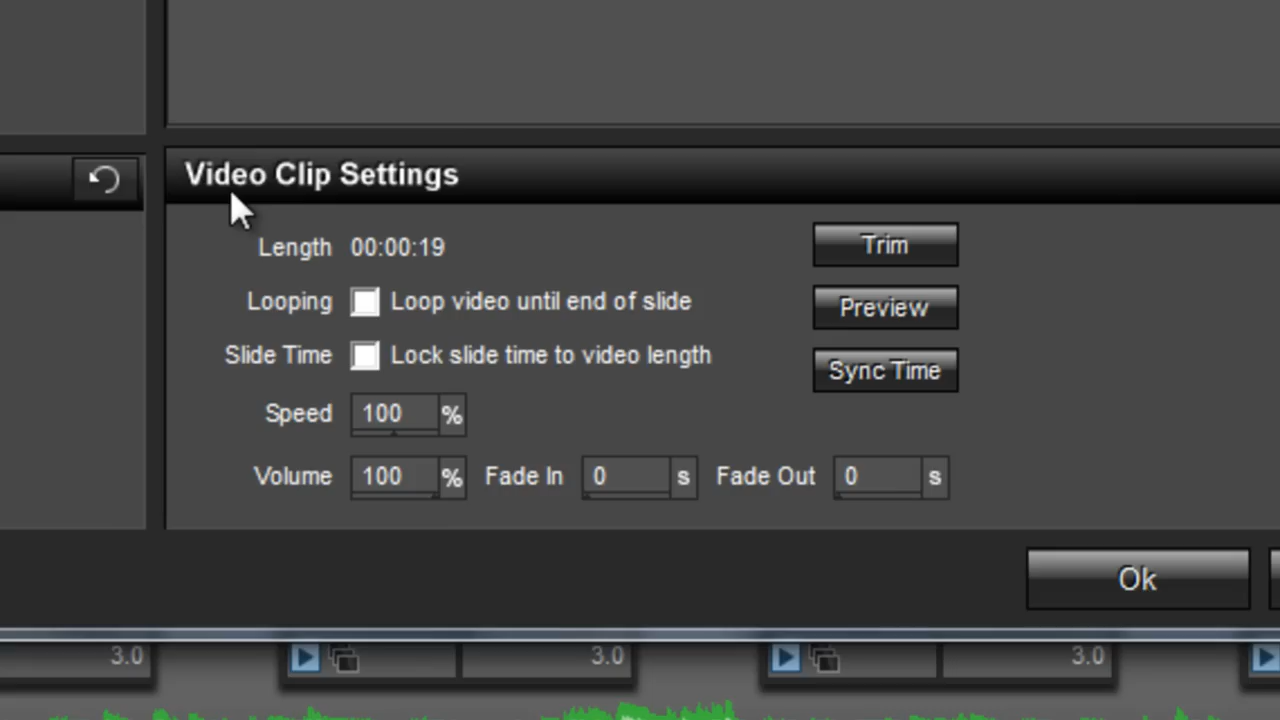 Video Clip Settings
Length 00:00:19 Trim
Looping Loop video until end of slide Preview
Slide Time Lock slide time to video length Sync Time
Speed 100 %
Volume 100 % Fade In 0 s Fade Out 0 s
Ok
3.0 3.0 3.0